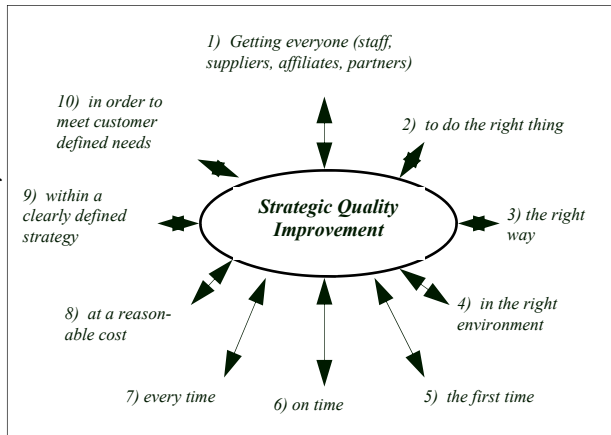 1) Getting everyone (staff,
suppliers, affiliates, partners)
2) to do the right thing
3) the right
way
4) in the right
environment
5) the first time
6) on time
7) every time
8) at a reason-
able cost
9) within a
clearly defined
strategy
10) in order to
meet customer
defined needs
Strategic Quality
Improvement